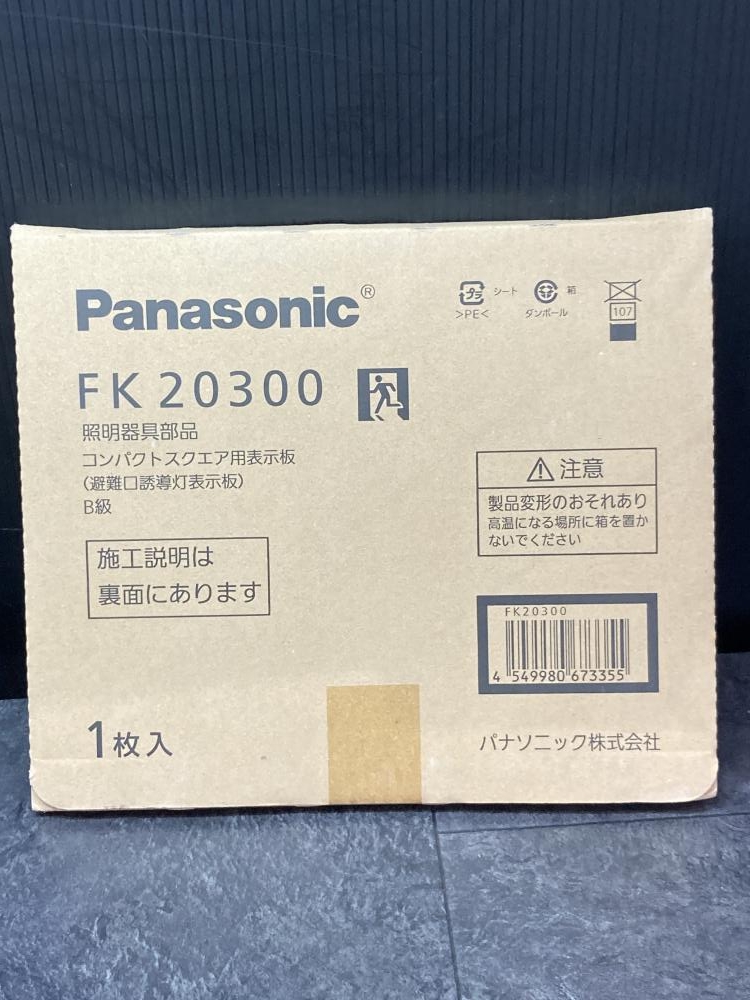 Panasonic®
プラ シート
>PE<
箱
ダンボール
107
FK20300
照明器具部品
コンパクトスクエア用表示板
(避難口誘導灯表示板)
B級
施工説明は
裏面にあります
⚠注意
製品変形のおそれあり
高温になる場所に箱を置か
ないでください
FK20300
4 549980 673355
1枚入
パナソニック株式会社